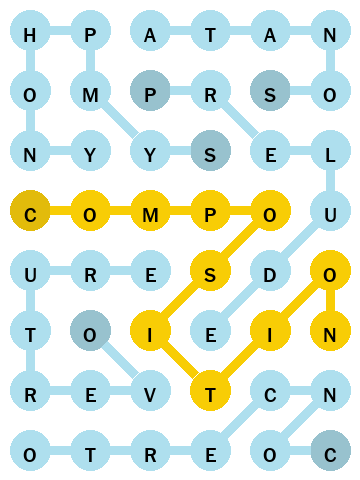 H P A T A N
O M P R S O
N Y Y S E L
C O M P O U
U R E S D O
T O I E I N
R E V T C N
O T R E O C